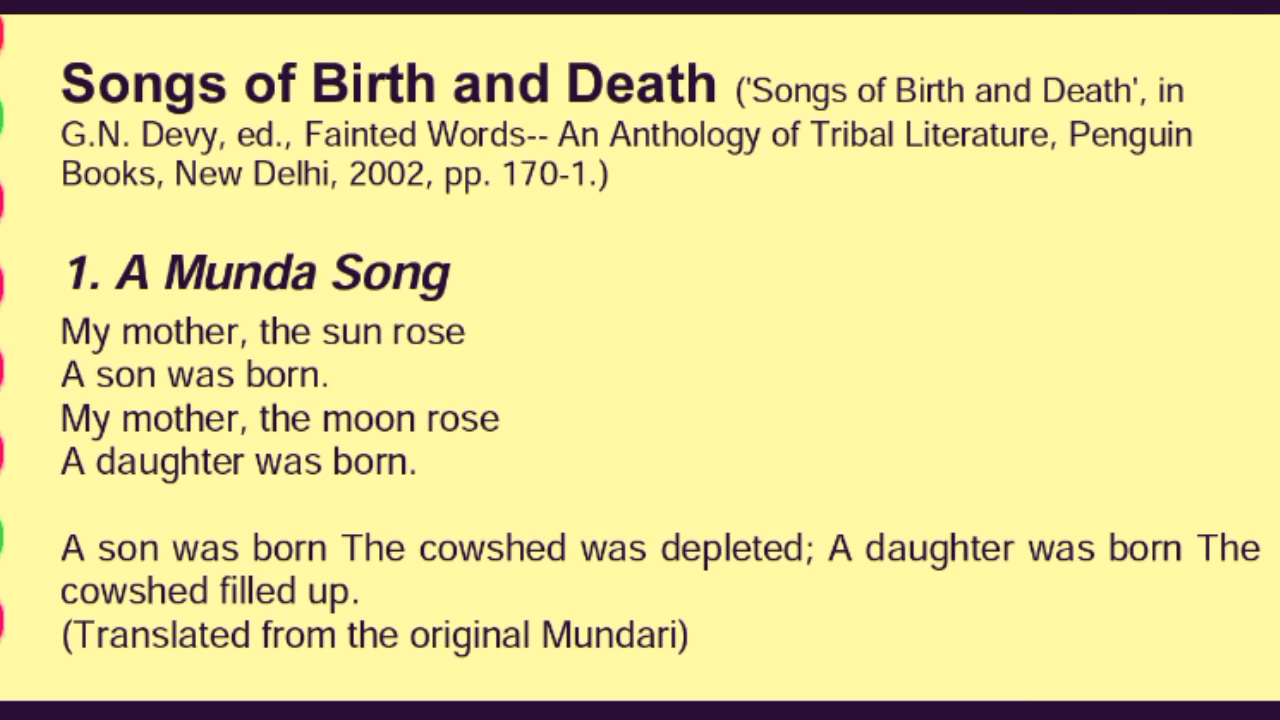 Songs of Birth and Death ('Songs of Birth and Death', in
G.N. Devy, ed., Fainted Words-- An Anthology of Tribal Literature, Penguin
Books, New Delhi, 2002, pp. 170-1.)
1. A Munda Song
My mother, the sun rose
A son was born.
My mother, the moon rose
A daughter was born.
A son was born The cowshed was depleted; A daughter was born The
cowshed filled up.
(Translated from the original Mundari)